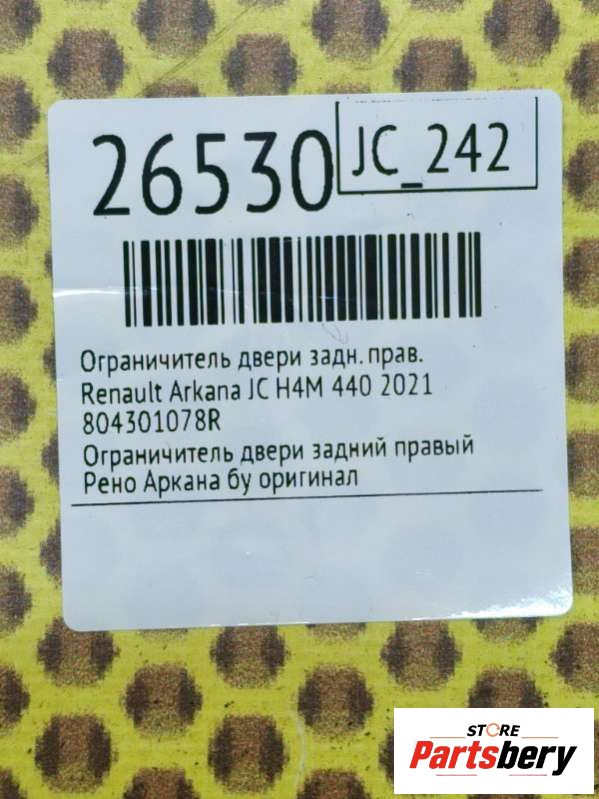 26530
JC_242
Ограничитель двери задн. прав.
Renault Arkana JC H4M 440 2021
804301078R
Ограничитель двери задний правый
Рено Аркана бу оригинал
STORE
Partsbery